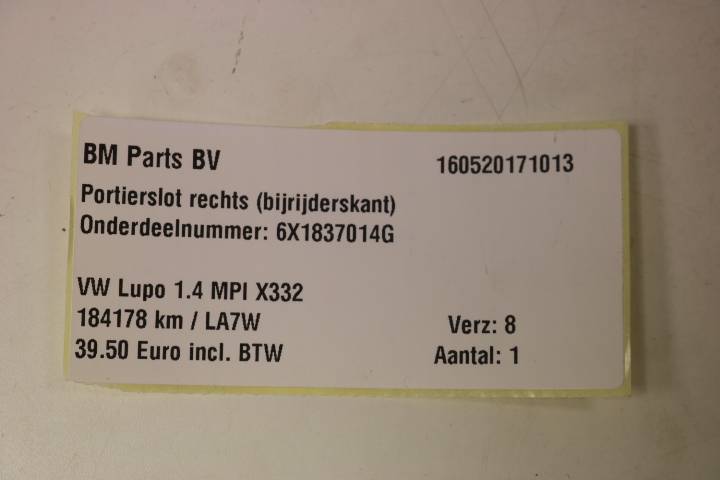 BM Parts BV 160520171013
Portierslot rechts (bijrijderskant)
Onderdeelnummer: 6X1837014G
VW Lupo 1.4 MPI X332
184178 km / LA7W Verz: 8
39.50 Euro incl. BTW Aantal: 1